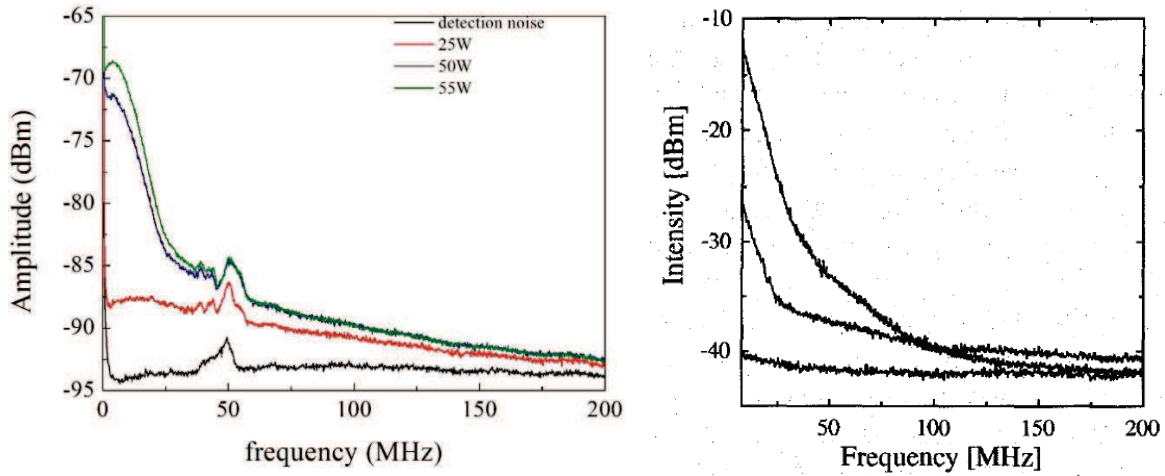 -65
-70
-75
-80
-85
-90
-95
Amplitude (dBm)
detection noise
25W
50W
55W
0 50 100 150 200
frequency (MHz)
-10
-20
-30
-40
Intensity [dBm]
50 100 150 200
Frequency [MHz]